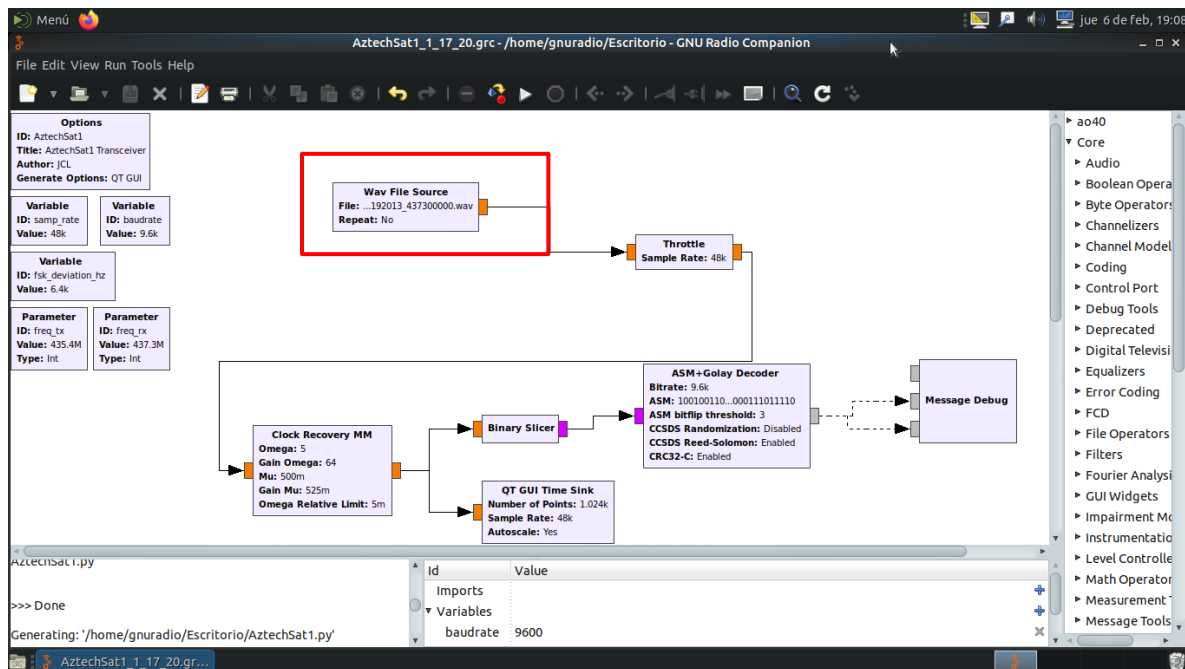 Menú
jue 6 de feb, 19:08
AztechSat1_1_17_20.grc - /home/gnuradio/Escritorio - GNU Radio Companion
File Edit View Run Tools Help
Options
ID: AztechSat1
Title: AztechSat1 Transceiver
Author: JCL
Generate Options: QT GUI
Variable
ID: samp_rate
Value: 48k
Variable
ID: baudrate
Value: 9.6k
Variable
ID: fsk_deviation_hz
Value: 6.4k
Parameter
ID: freq_tx
Value: 435.4M
Type: Int
Parameter
ID: freq_rx
Value: 437.3M
Type: Int
Wav File Source
File: ...192013_437300000.wav
Repeat: No
Throttle
Sample Rate: 48k
Clock Recovery MM
Omega: 5
Gain Omega: 64
Mu: 500m
Gain Mu: 525m
Omega Relative Limit: 5m
Binary Slicer
QT GUI Time Sink
Number of Points: 1.024k
Sample Rate: 48k
Autoscale: Yes
ASM+Golay Decoder
Bitrate: 9.6k
ASM: 100100110...000111011110
ASM bitflip threshold: 3
CCSDS Randomization: Disabled
CCSDS Reed-Solomon: Enabled
CRC32-C: Enabled
Message Debug
ao40
Core
Audio
Boolean Opera
Byte Operators
Channelizers
Channel Model
Coding
Control Port
Debug Tools
Deprecated
Digital Televisi
Equalizers
Error Coding
FCD
File Operators
Filters
Fourier Analysi
GUI Widgets
Impairment Mo
Instrumentatio
Level Controlle
Math Operator
Measurement T
Message Tools
AztechSat1.py
>>> Done
Generating: '/home/gnuradio/Escritorio/AztechSat1.py'
Id Value
Imports
Variables
baudrate 9600
AztechSat1_1_17_20.gr...